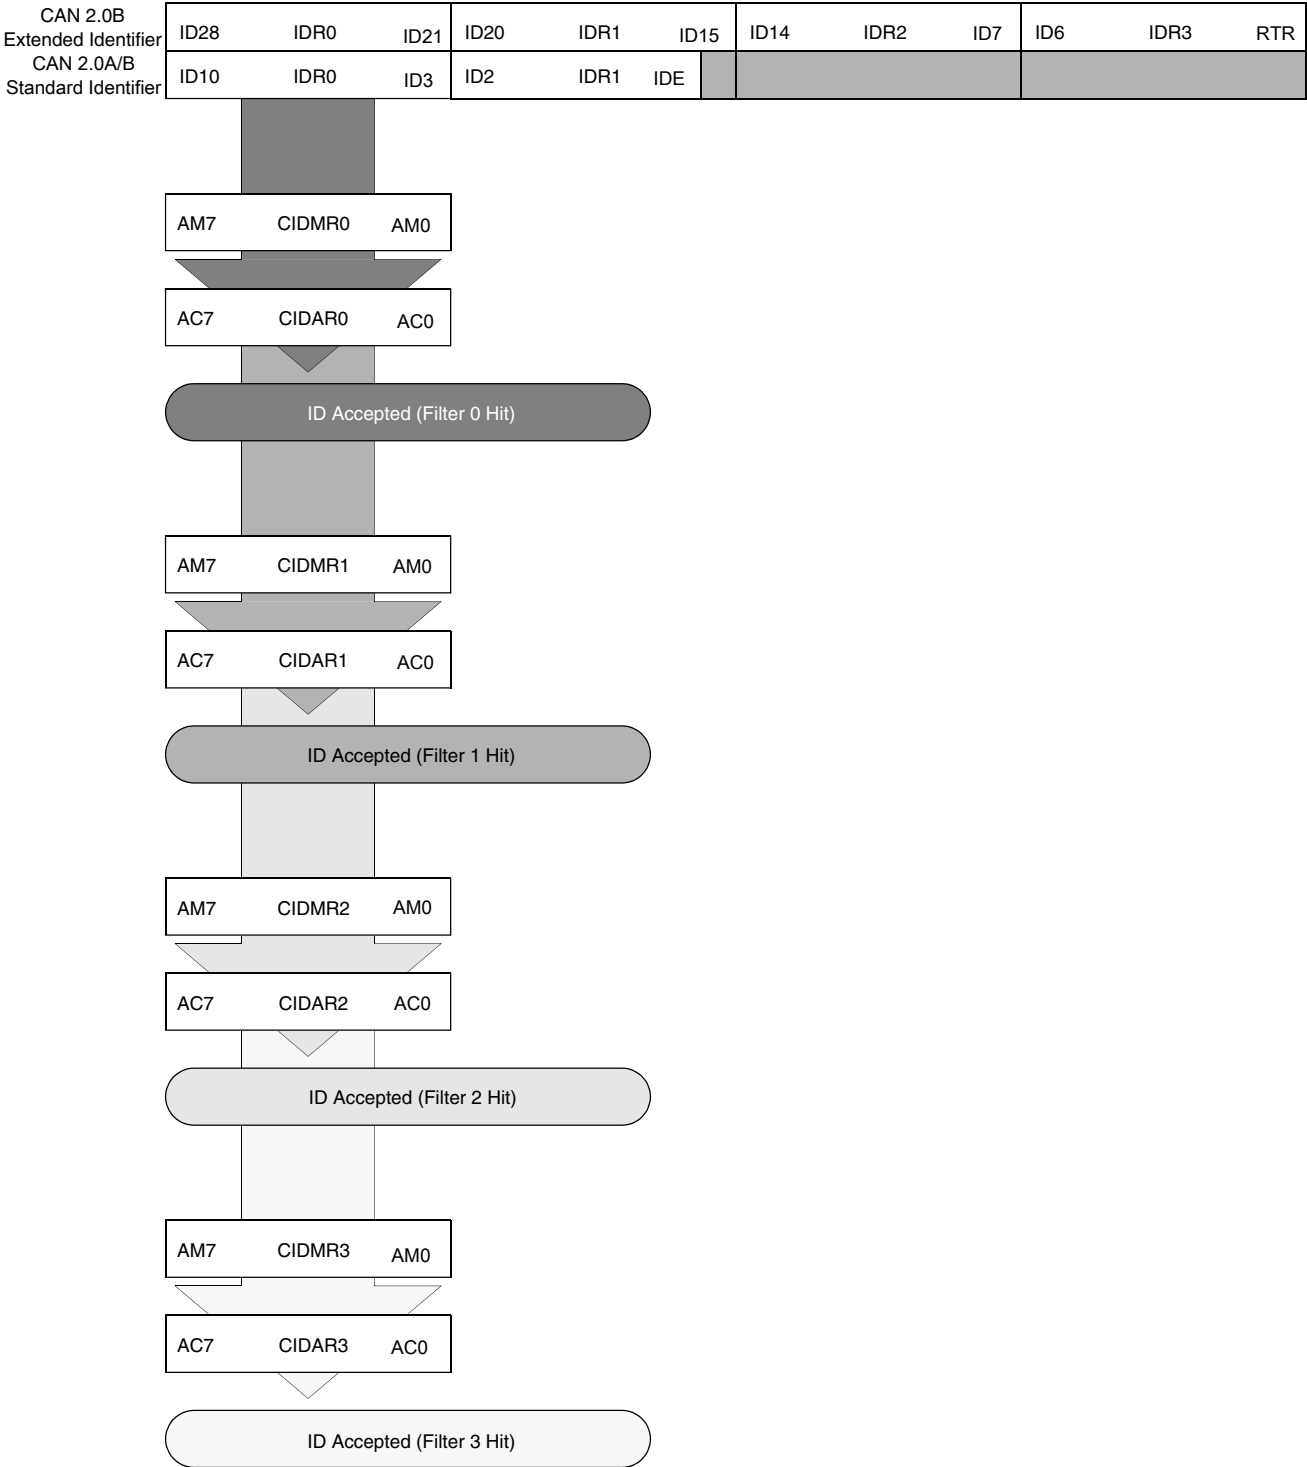 CAN 2.0B
Extended Identifier
ID28 IDR0 ID21 ID20 IDR1 ID15 ID14 IDR2 ID7 ID6 IDR3 RTR
CAN 2.0A/B
Standard Identifier
ID10 IDR0 ID3 ID2 IDR1 IDE
AM7 CIDMR0 AM0
AC7 CIDAR0 AC0
ID Accepted (Filter 0 Hit)
AM7 CIDMR1 AM0
AC7 CIDAR1 AC0
ID Accepted (Filter 1 Hit)
AM7 CIDMR2 AM0
AC7 CIDAR2 AC0
ID Accepted (Filter 2 Hit)
AM7 CIDMR3 AM0
AC7 CIDAR3 AC0
ID Accepted (Filter 3 Hit)